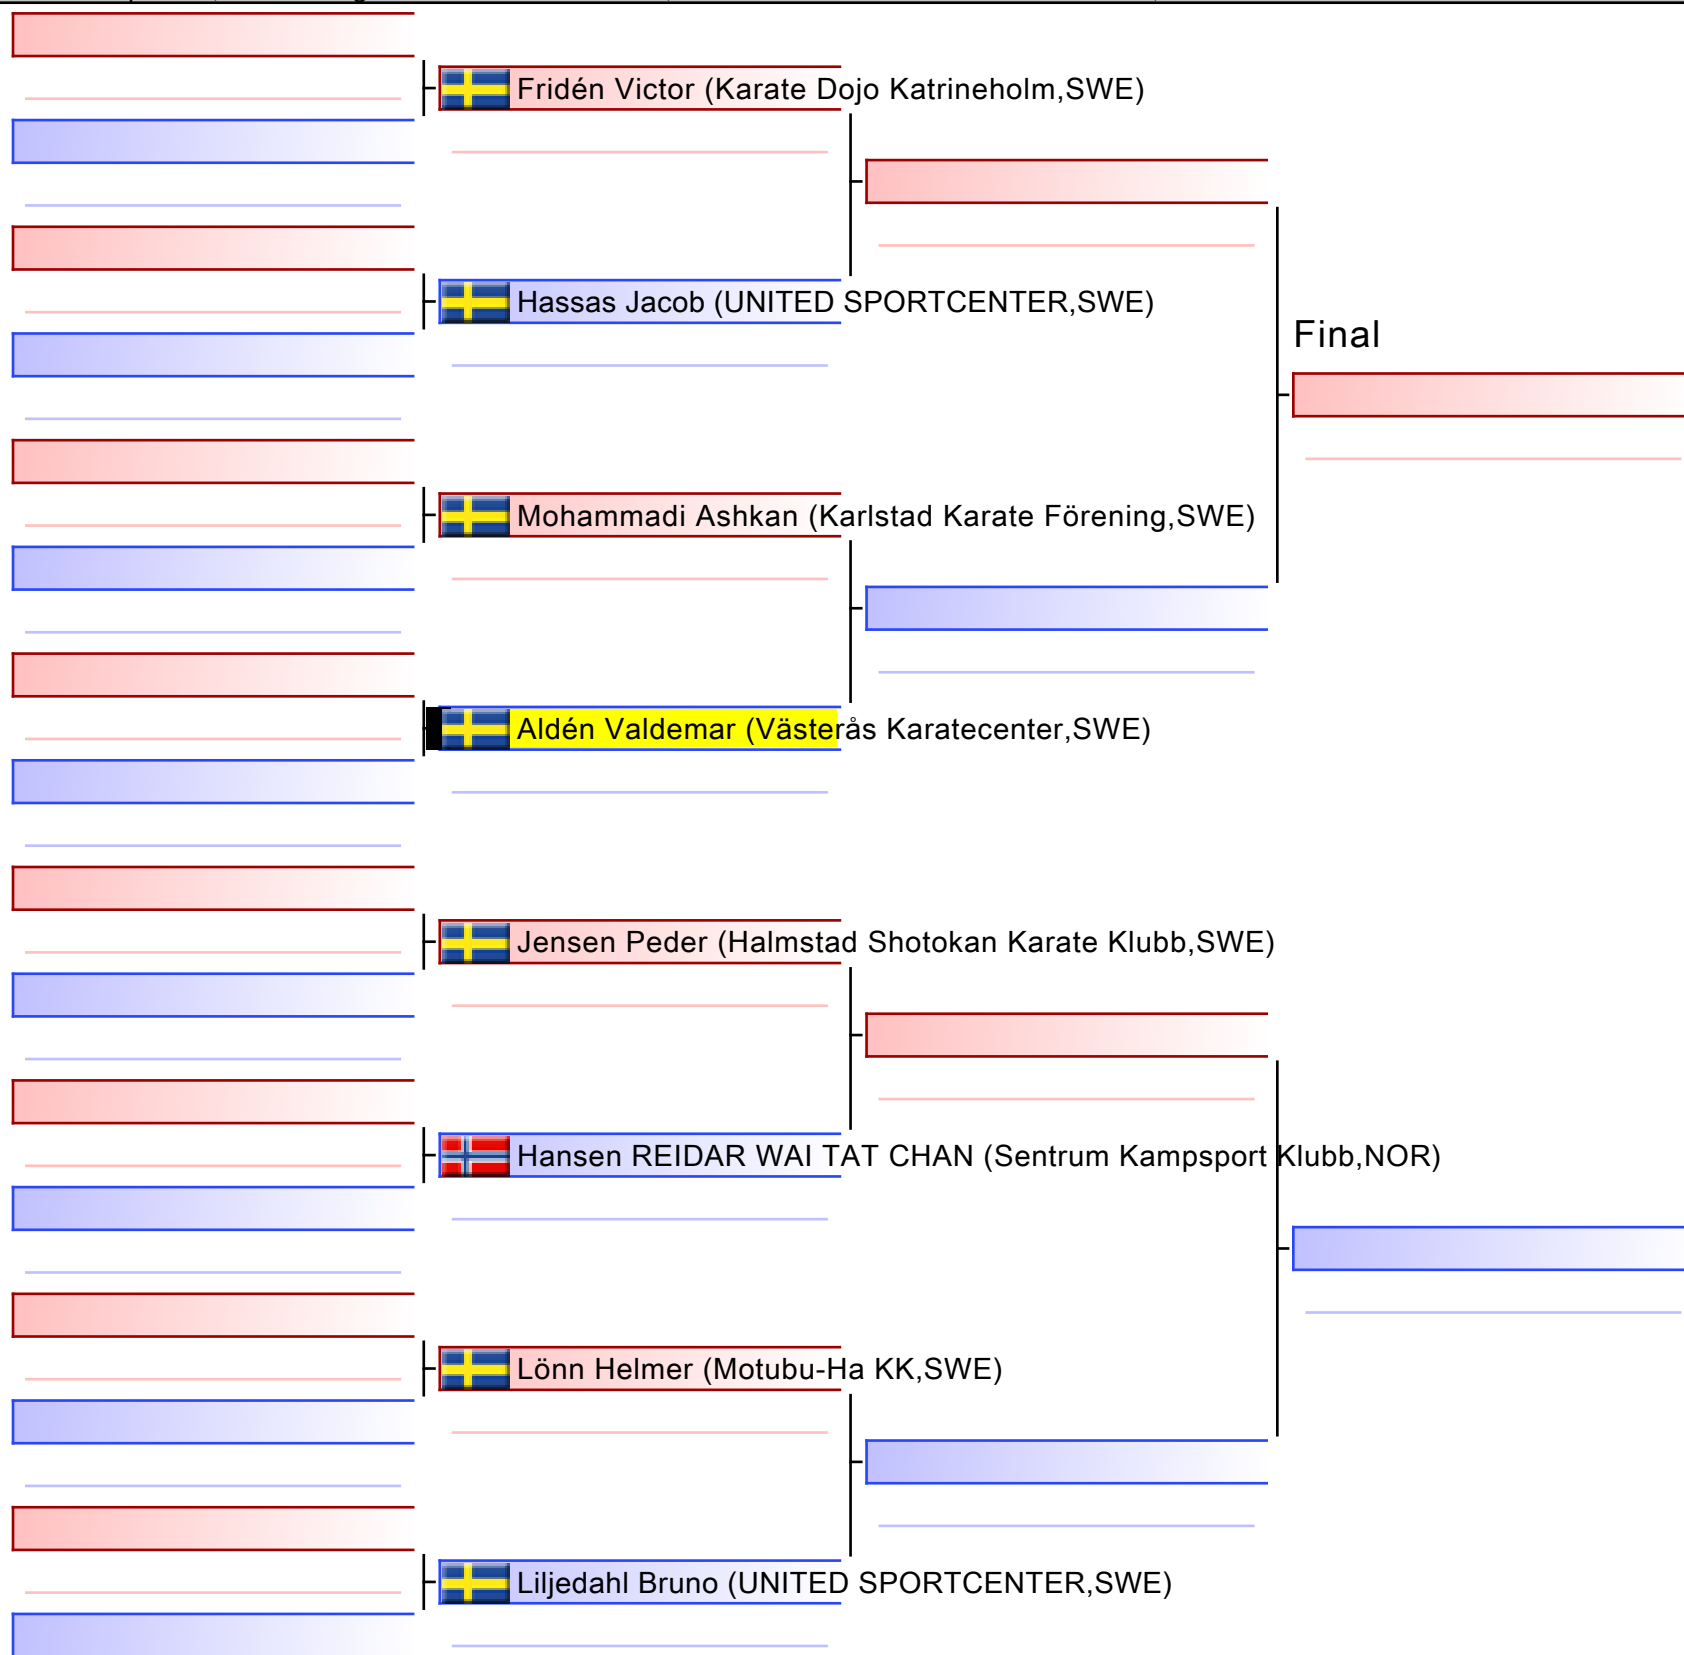 Fridén Victor (Karate Dojo Katrineholm,SWE)
Hassas Jacob (UNITED SPORTCENTER,SWE)
Final
Mohammadi Ashkan (Karlstad Karate Förening,SWE)
Aldén Valdemar (Västerås Karatecenter,SWE)
Jensen Peder (Halmstad Shotokan Karate Klubb,SWE)
Hansen REIDAR WAI TAT CHAN (Sentrum Kampsport Klubb,NOR)
Lönn Helmer (Motubu-Ha KK,SWE)
Liljedahl Bruno (UNITED SPORTCENTER,SWE)